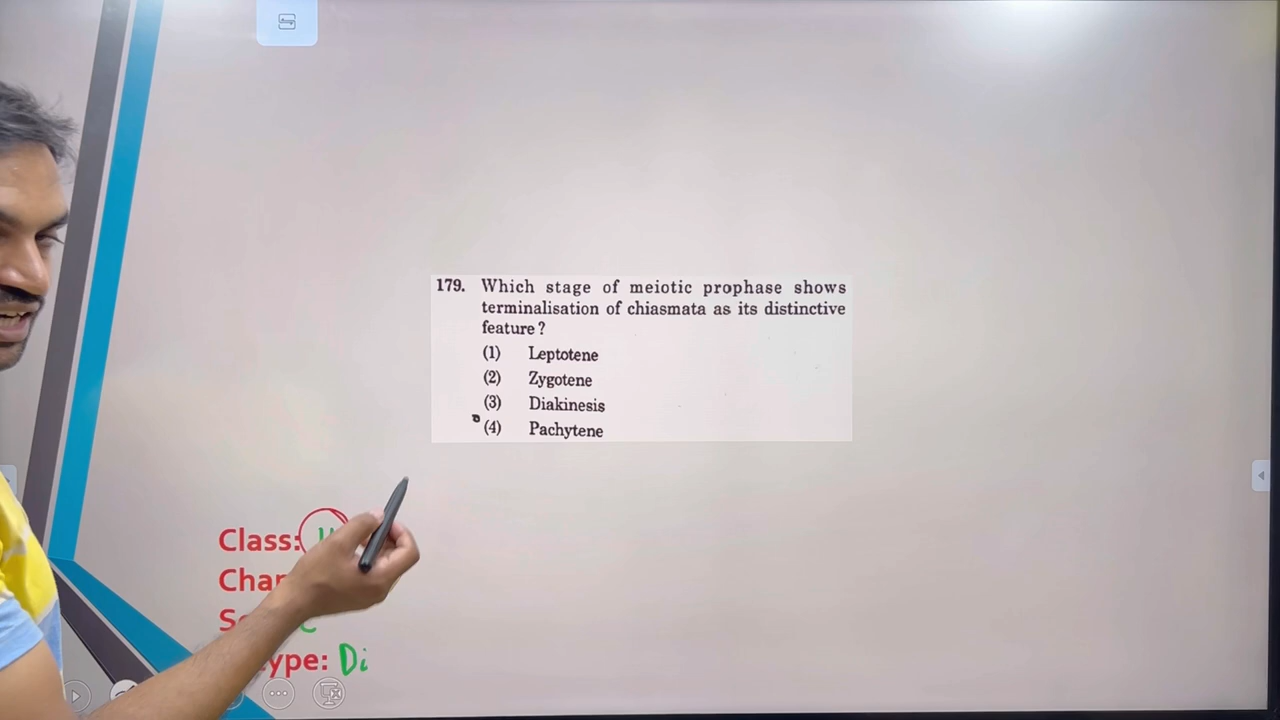 179. Which stage of meiotic prophase shows
terminalisation of chiasmata as its distinctive
feature ?
(1) Leptotene
(2) Zygotene
(3) Diakinesis
(4) Pachytene
Class:
Di